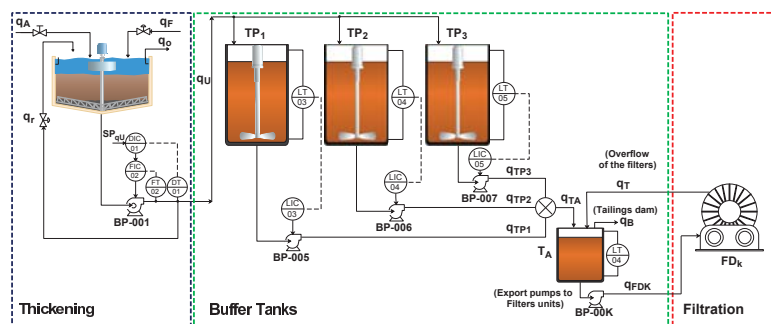 qA
qF
qo
qr
SPqU
DIC
01
FIC
02
FT
02
DT
01
BP-001
Thickening
qU
TP1
TP2
TP3
LT
03
LT
04
LT
05
LIC
03
LIC
04
LIC
05
BP-005
BP-006
BP-007
qTP3
qTP2
qTP1
qTA
(Overflow
of the filters)
qT
(Tailings dam)
qB
TA
LT
04
(Export pumps to
Filters units)
BP-00K
qFDK
Buffer Tanks
FDk
Filtration